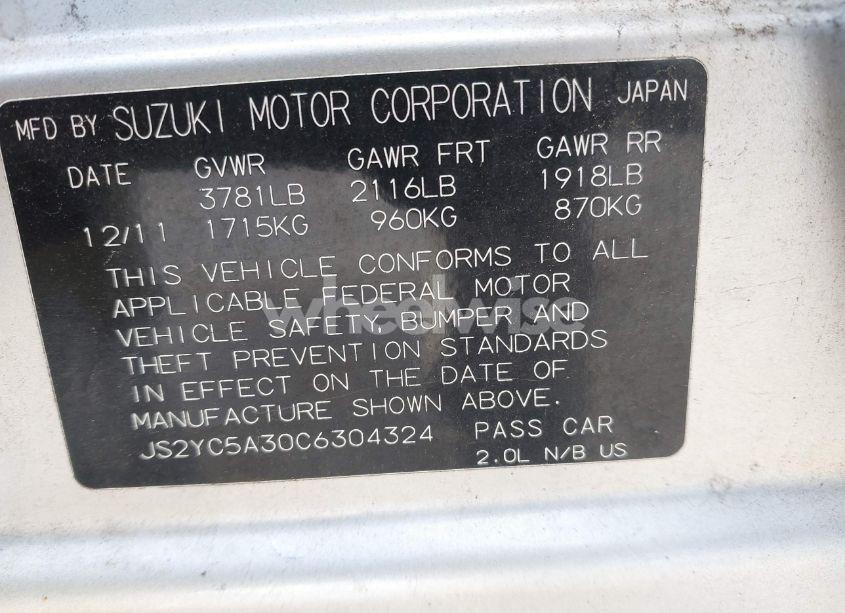 MFD BY SUZUKI MOTOR CORPORATION JAPAN
DATE GVWR GAWR FRT GAWR RR
3781LB 2116LB 1918LB
12/11 1715KG 960KG 870KG
THIS VEHICLE CONFORMS TO ALL
APPLICABLE FEDERAL MOTOR
VEHICLE SAFETY, BUMPER AND
THEFT PREVENTION STANDARDS
IN EFFECT ON THE DATE OF
MANUFACTURE SHOWN ABOVE.
JS2YC5A30C6304324 PASS CAR
2.0L N/B US
wheelwise